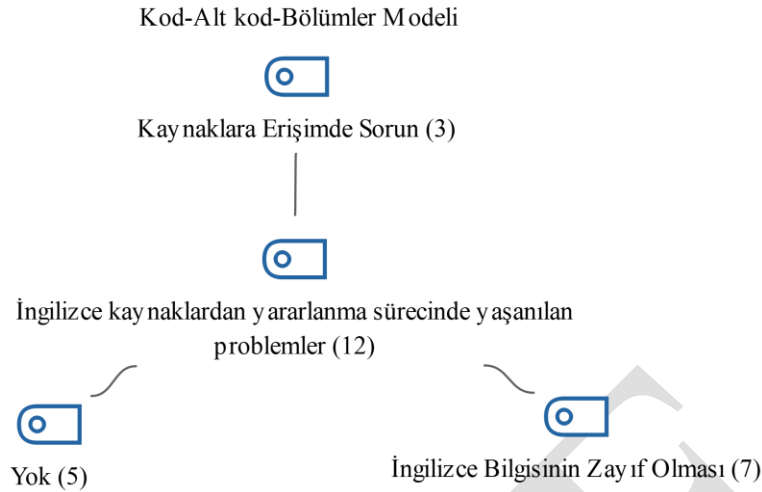 Kod-Alt kod-Bölümler Modeli
Kaynaklara Erişimde Sorun (3)
İngilizce kaynaklardan yararlanma sürecinde yaşanılan
problemler (12)
Yok (5)
İngilizce Bilgisinin Zayıf Olması (7)